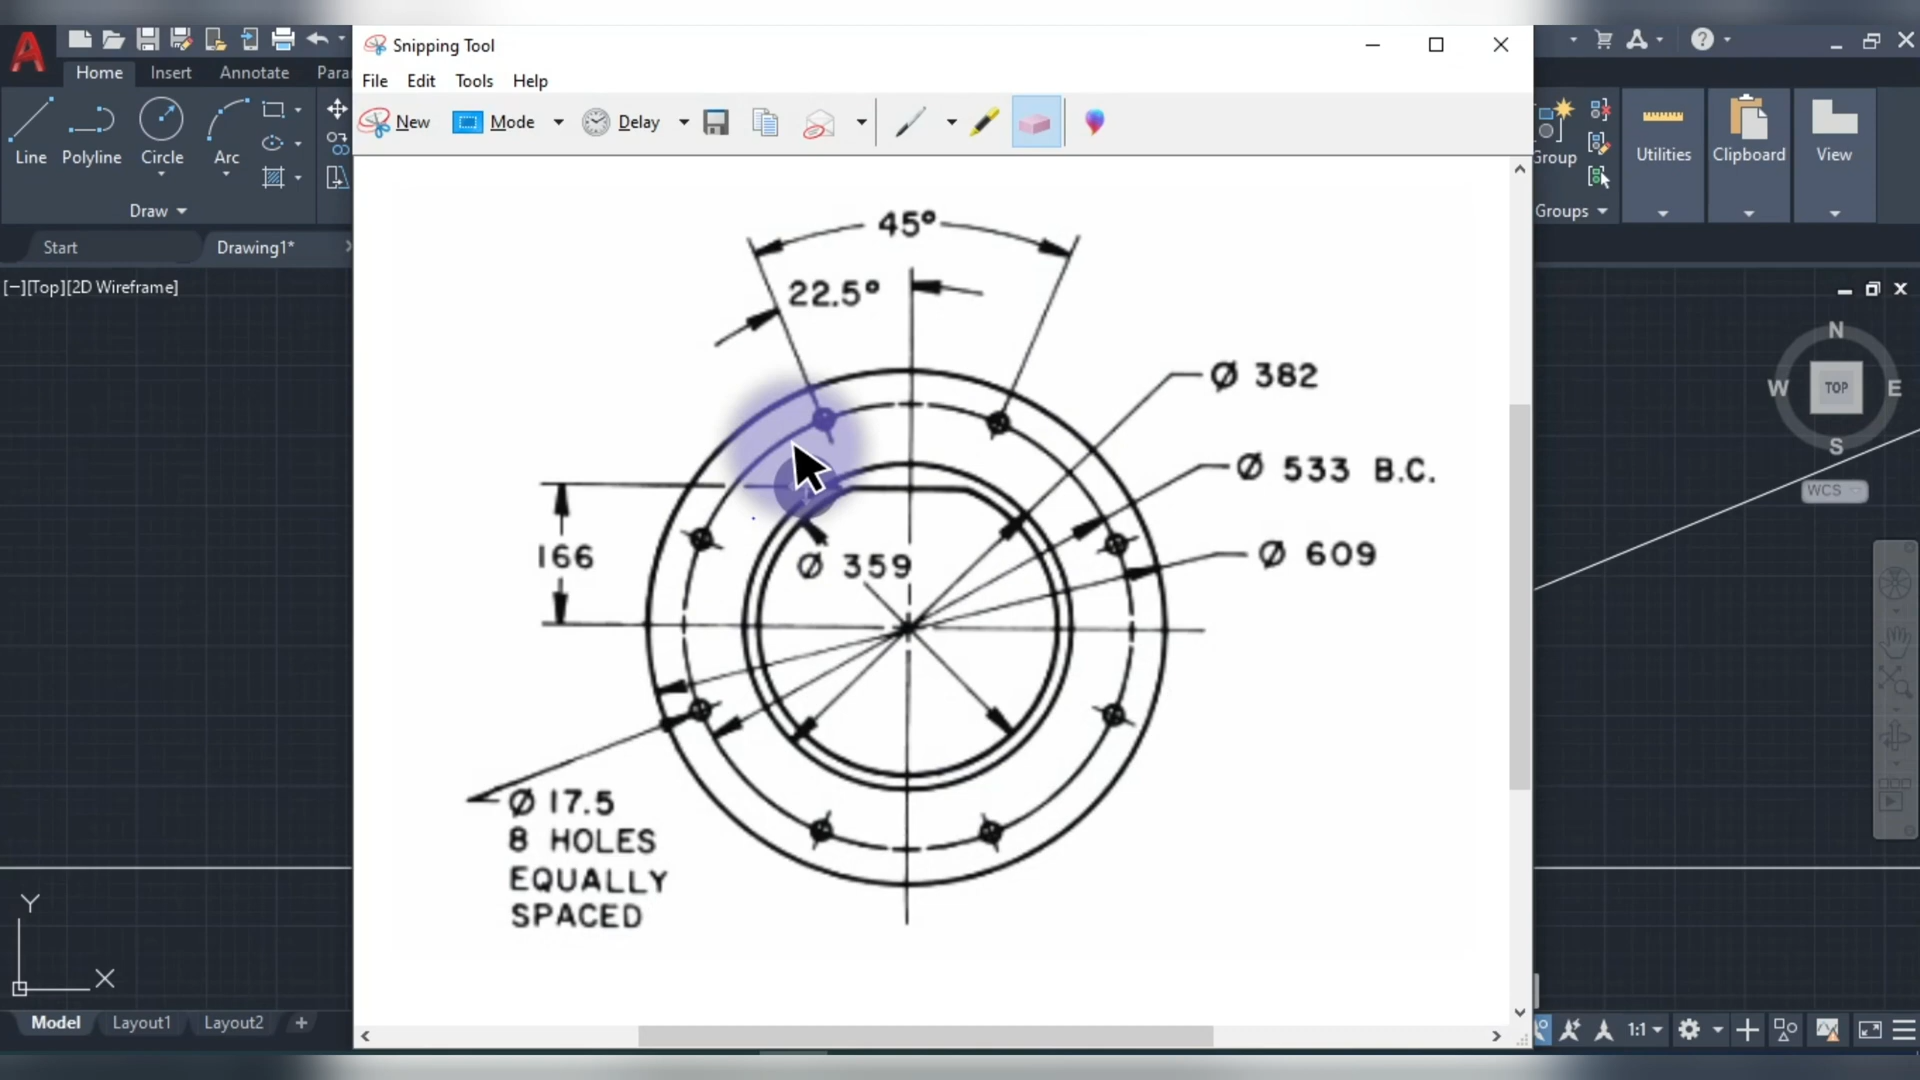 Snipping Tool
File Edit Tools Help
New Mode Delay
Home Insert Annotate Para
Line Polyline Circle Arc
Draw
Group Utilities Clipboard View
Groups
Start Drawing1*
[−][Top][2D Wireframe]
45°
22.5°
Ø 382
Ø 533 B.C.
Ø 609
166
Ø 359
Ø 17.5
8 HOLES
EQUALLY
SPACED
N
W TOP E
S
WCS
Y
X
Model Layout1 Layout2 +
1:1